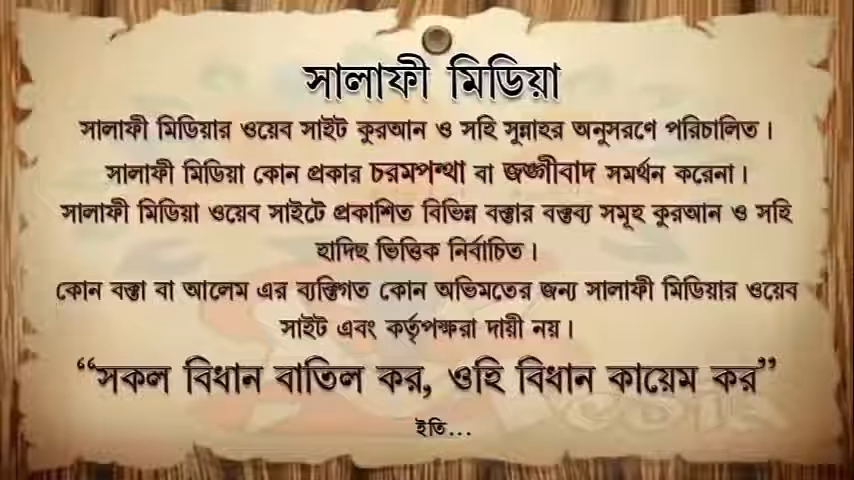 সালাফী মিডিয়া
সালাফী মিডিয়ার ওয়েব সাইট কুরআন ও সহি সুন্নাহর অনুসরণে পরিচালিত।
সালাফী মিডিয়া কোন প্রকার চরমপন্থা বা জঙ্গীবাদ সমর্থন করেনা।
সালাফী মিডিয়া ওয়েব সাইটে প্রকাশিত বিভিন্ন বক্তার বক্তব্য সমূহ কুরআন ও সহি
হাদিছ ভিত্তিক নির্বাচিত।
কোন বক্তা বা আলেম এর ব্যক্তিগত কোন অভিমতের জন্য সালাফী মিডিয়ার ওয়েব
সাইট এবং কর্তৃপক্ষরা দায়ী নয়।
“সকল বিধান বাতিল কর, ওহি বিধান কায়েম কর”
ইতি...